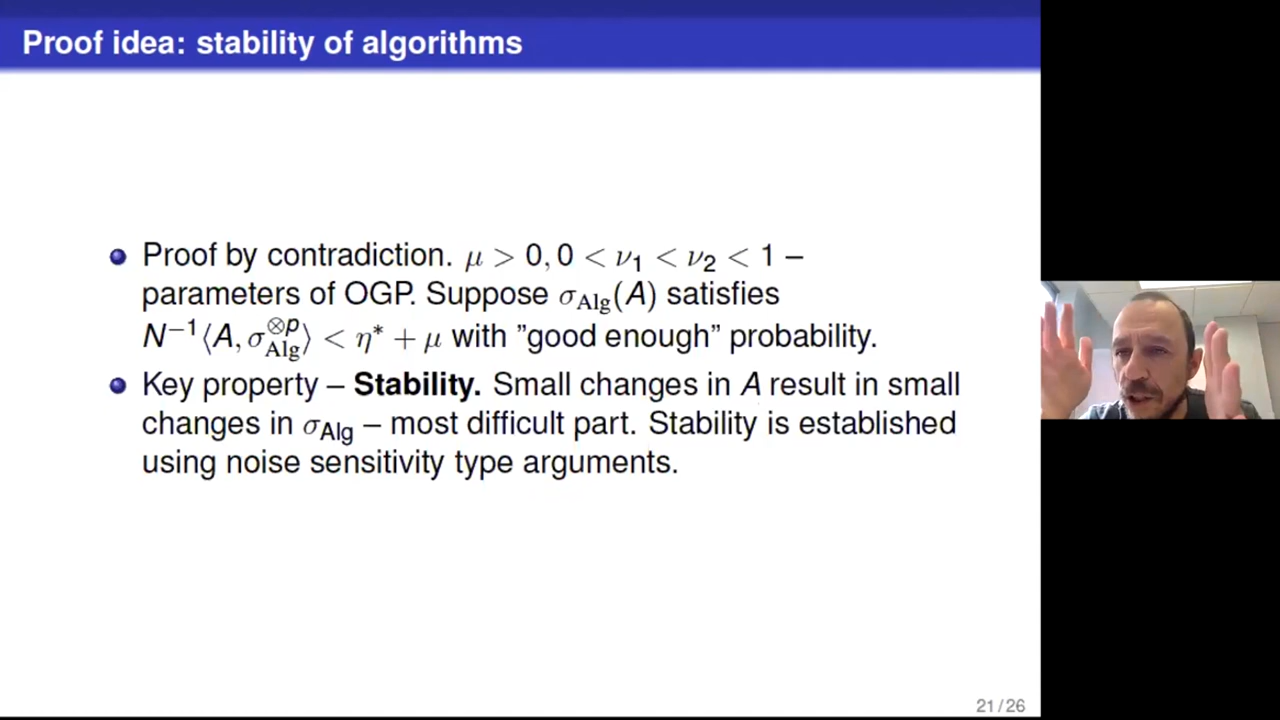 Proof idea: stability of algorithms
Proof by contradiction. μ > 0, 0 < ν₁ < ν₂ < 1 –
parameters of OGP. Suppose σ_Alg(A) satisfies
N⁻¹⟨A, σ_Alg^⊗p⟩ < η* + μ with ”good enough” probability.
Key property – Stability. Small changes in A result in small
changes in σ_Alg – most difficult part. Stability is established
using noise sensitivity type arguments.
21 / 26